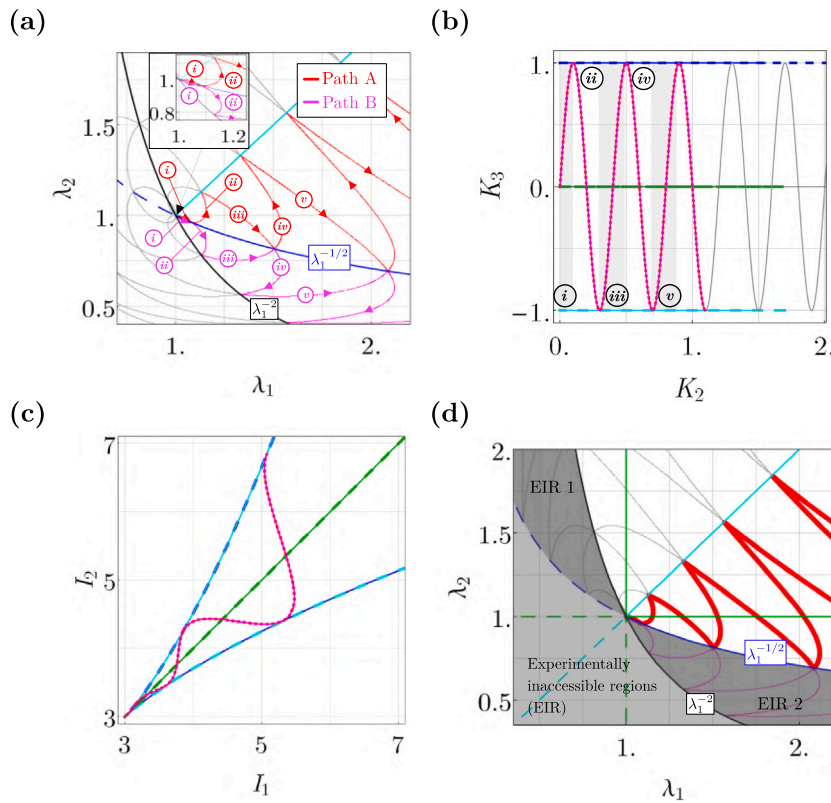 (a)
(b)
i
ii
i
ii
1.
0.8
1.
1.2
Path A
Path B
1.5
1.
0.5
λ₂
i
ii
iii
iv
v
i
ii
iii
iv
v
λ₁^{-1/2}
λ₁^{-2}
1.
2.
λ₁
1.
0.
−1.
K₃
ii
iv
i
iii
v
0.
0.5
1.
1.5
2.
K₂
(c)
(d)
7
5
3
I₂
3
5
7
I₁
2.
1.5
1.
0.5
λ₂
EIR 1
λ₁^{-1/2}
Experimentally
inaccessible regions
(EIR)
λ₁^{-2}
EIR 2
1.
2.
λ₁